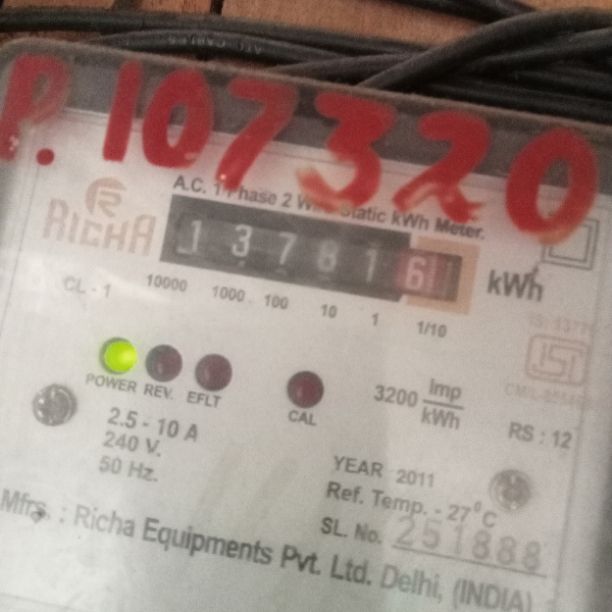 P. 107320
A.C. 1 Phase 2 Wire Static kWh Meter.
RICHA
1 3 7 8 1 6 kWh
10000 1000 100 10 1 1/10
CL - 1
POWER REV. EFLT CAL
3200 Imp
kWh
RS : 12
2.5 - 10 A
240 V.
50 Hz.
YEAR 2011
Ref. Temp. - 27°C
SL. No. 251888
Mfrs. : Richa Equipments Pvt. Ltd. Delhi, (INDIA)